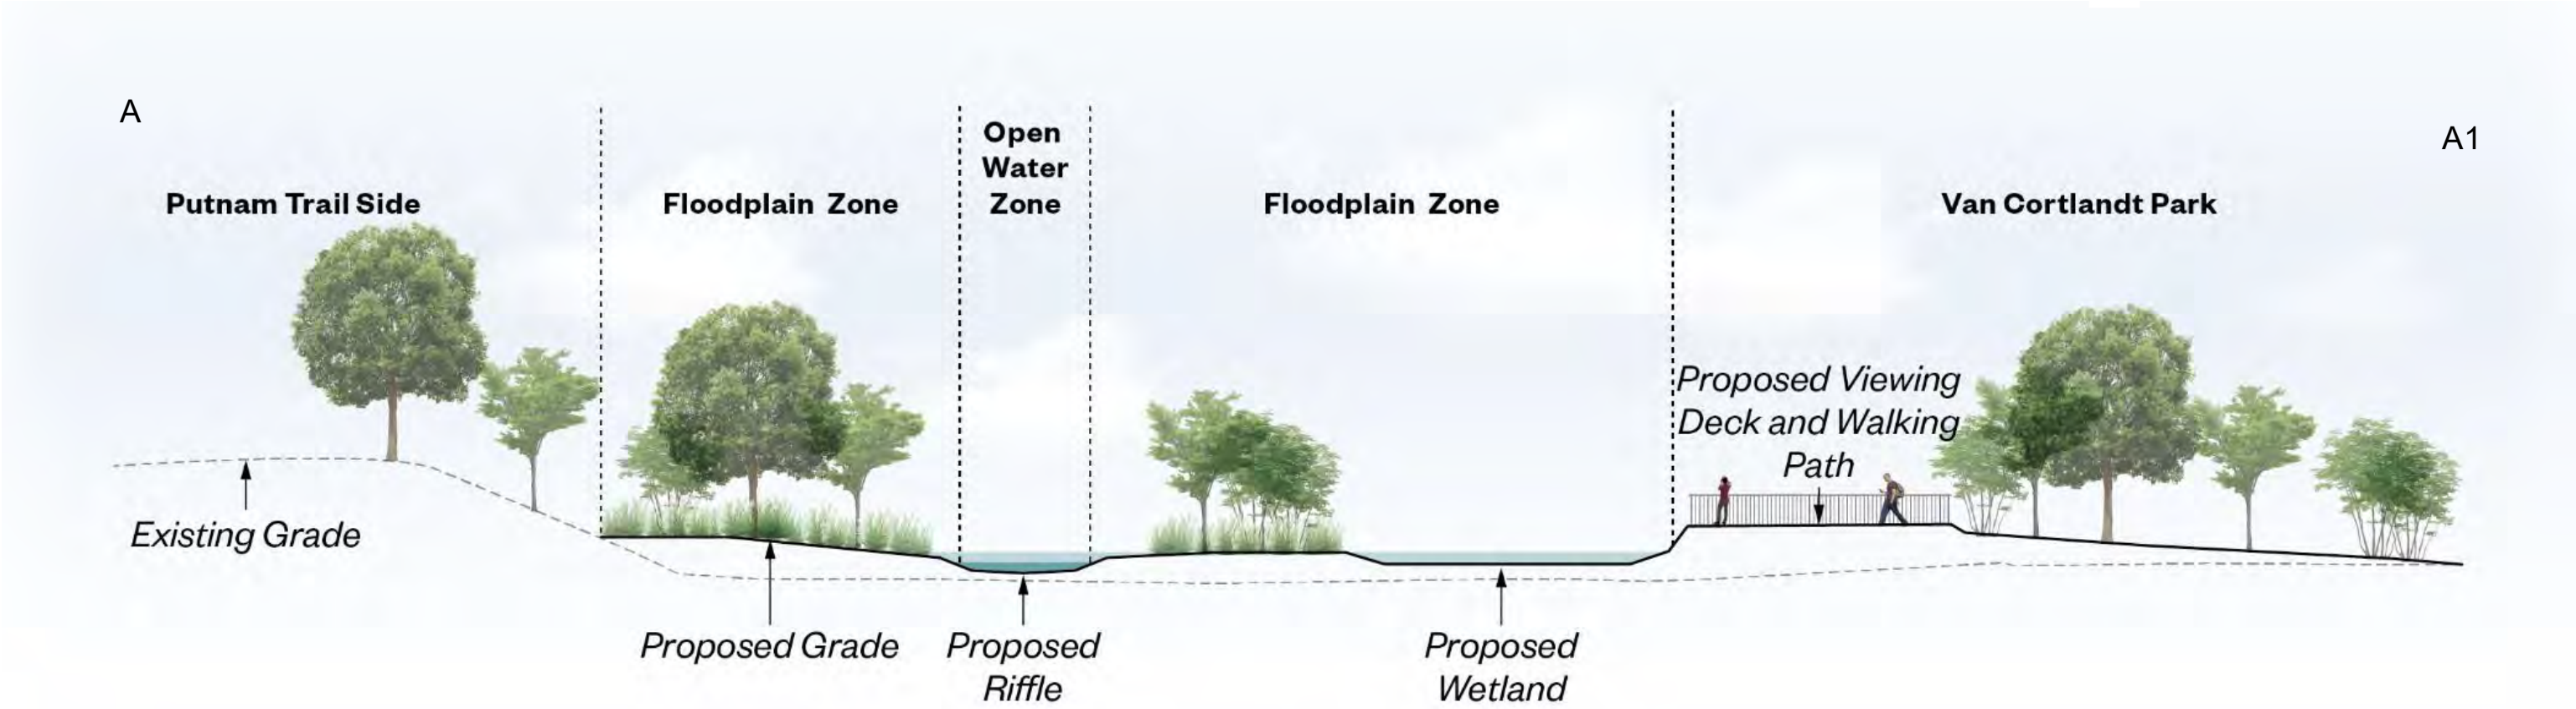 A
A1
Putnam Trail Side
Floodplain Zone
Open
Water
Zone
Floodplain Zone
Van Cortlandt Park
Proposed Viewing
Deck and Walking
Path
Existing Grade
Proposed Grade
Proposed
Riffle
Proposed
Wetland